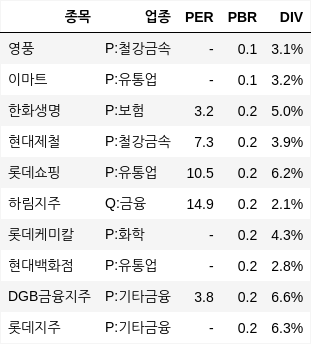 종목 업종 PER PBR DIV
영풍 P:철강금속 - 0.1 3.1%
이마트 P:유통업 - 0.1 3.2%
한화생명 P:보험 3.2 0.2 5.0%
현대제철 P:철강금속 7.3 0.2 3.9%
롯데쇼핑 P:유통업 10.5 0.2 6.2%
하림지주 Q:금융 14.9 0.2 2.1%
롯데케미칼 P:화학 - 0.2 4.3%
현대백화점 P:유통업 - 0.2 2.8%
DGB금융지주 P:기타금융 3.8 0.2 6.6%
롯데지주 P:기타금융 - 0.2 6.3%